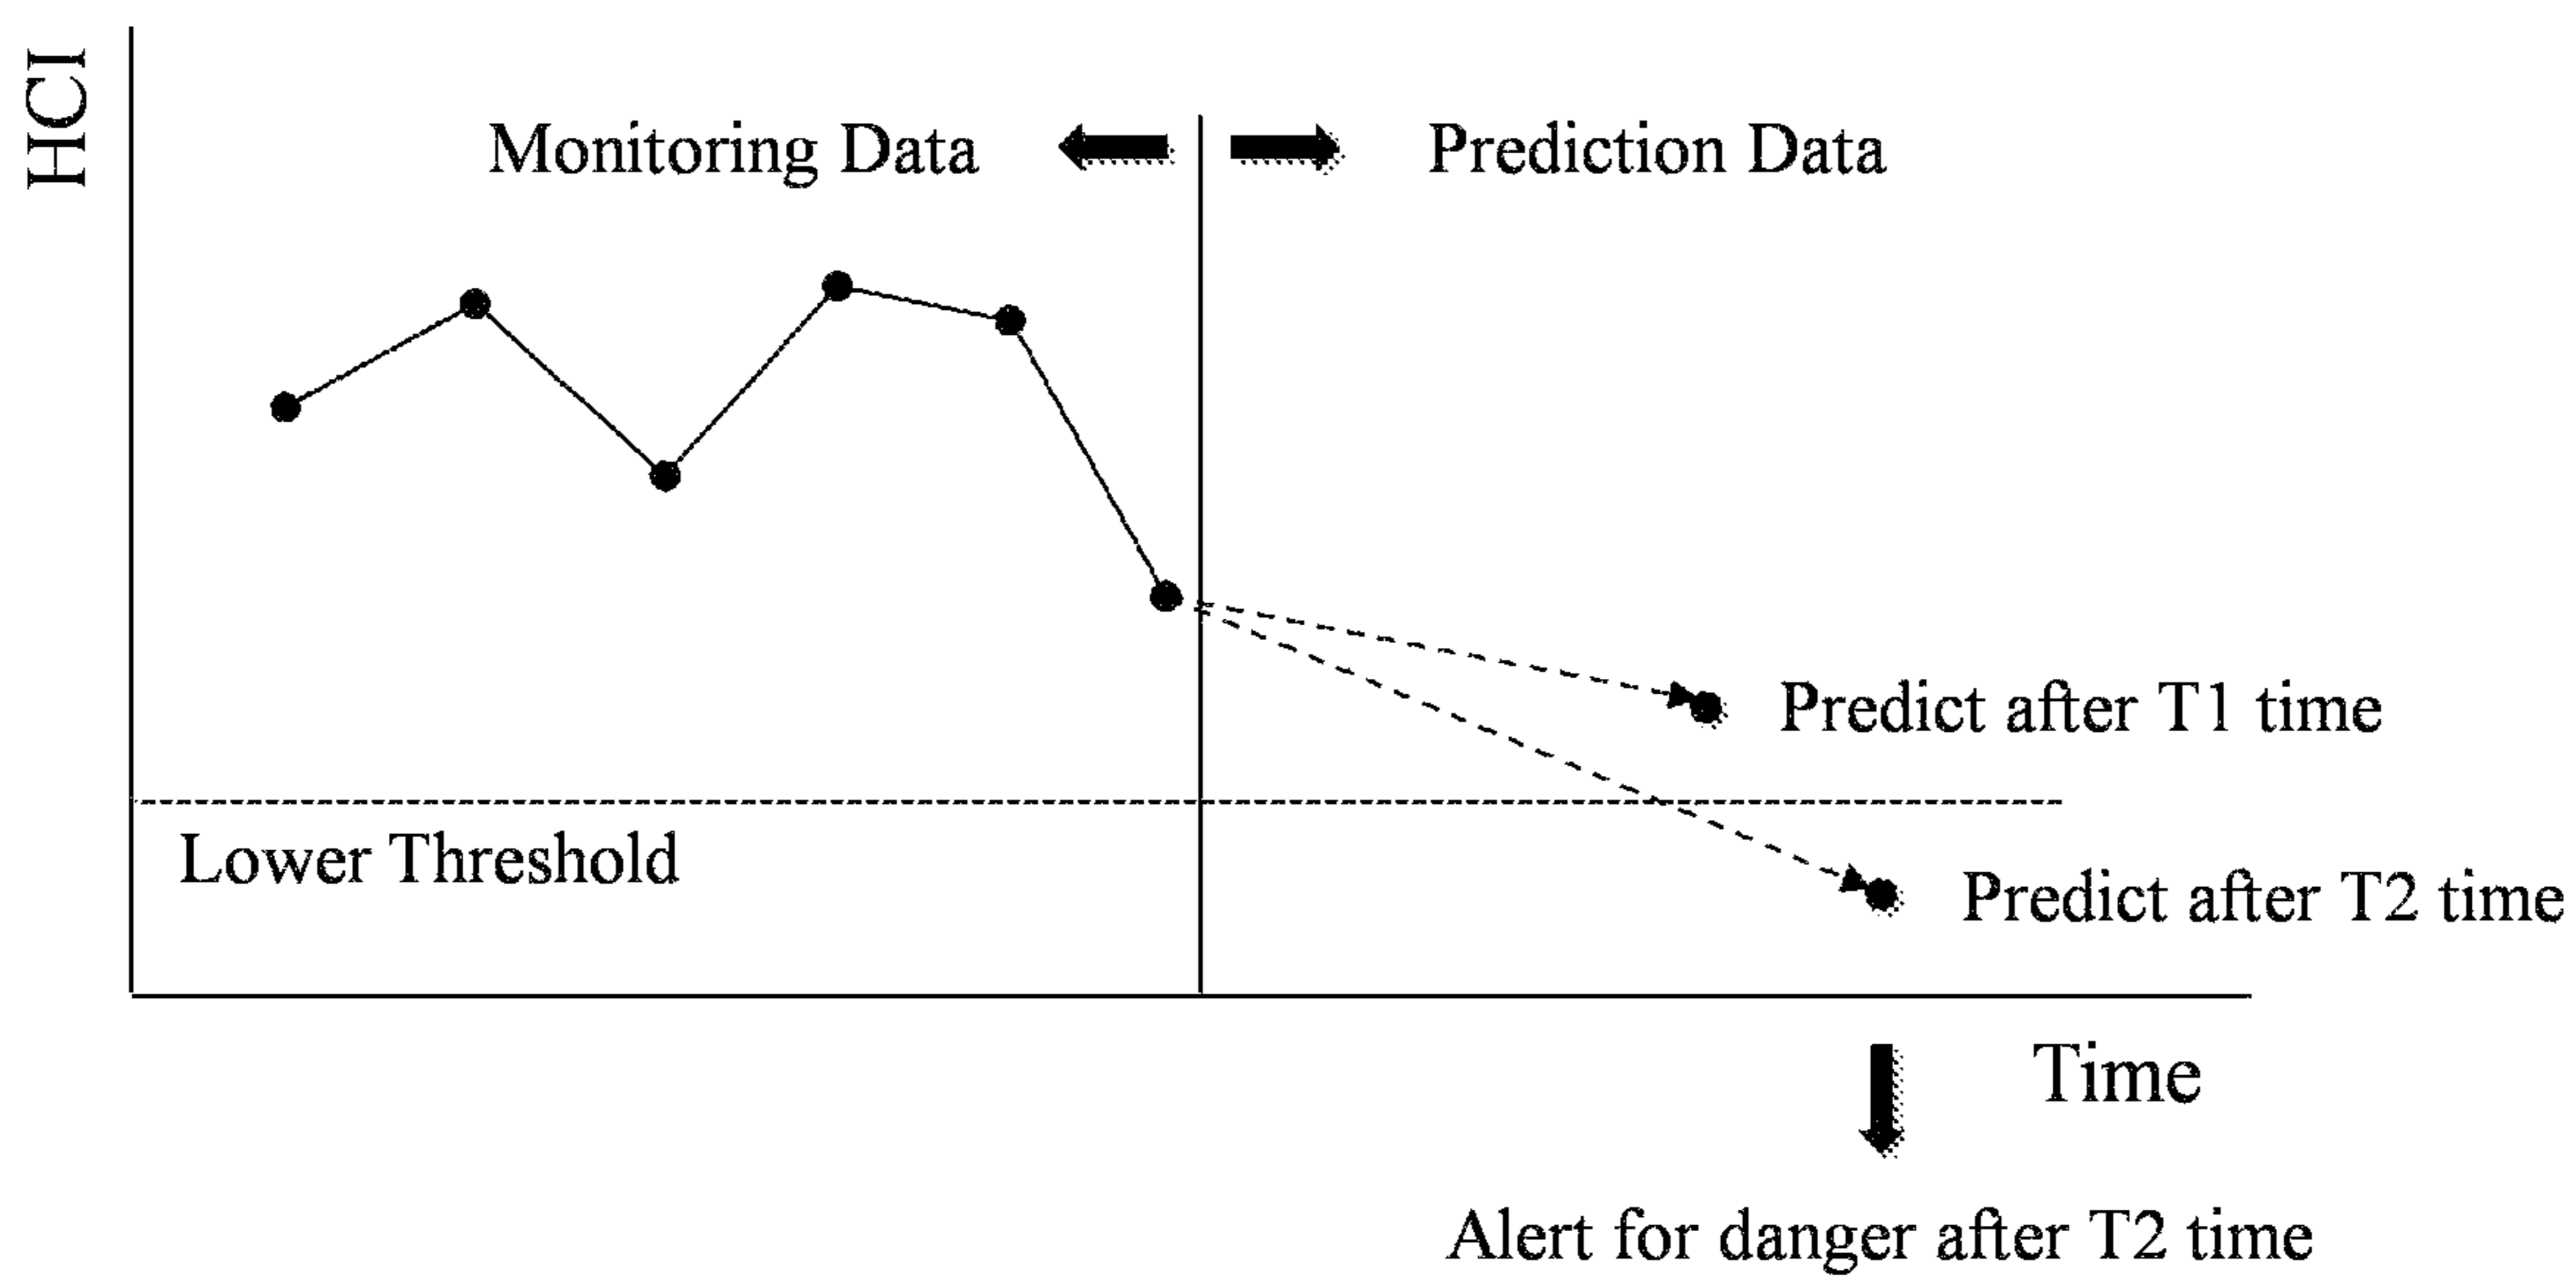 HCI
Monitoring Data
Prediction Data
Predict after T1 time
Lower Threshold
Predict after T2 time
Time
Alert for danger after T2 time